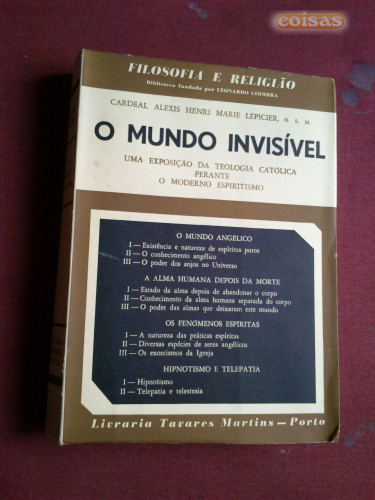 coisas
FILOSOFIA E RELIGIÃO
Biblioteca fundada por LEONARDO COIMBRA
CARDEAL ALEXIS HENRI MARIE LÉPICIER, O. S. M.
O MUNDO INVISÍVEL
UMA EXPOSIÇÃO DA TEOLOGIA CATÓLICA
PERANTE
O MODERNO ESPIRITISMO
O MUNDO ANGÉLICO
I — Existência e natureza de espíritos puros
II — O conhecimento angélico
III — O poder dos anjos no Universo
A ALMA HUMANA DEPOIS DA MORTE
I — Estado da alma depois de abandonar o corpo
II — Conhecimento da alma humana separada do corpo
III — O poder das almas que deixaram este mundo
OS FENÓMENOS ESPÍRITAS
I — A natureza das práticas espíritas
II — Diversas espécies de seres angélicos
III — Os exorcismos da Igreja
HIPNOTISMO E TELEPATIA
I — Hipnotismo
II — Telepatia e telestesia
Livraria Tavares Martins — Porto